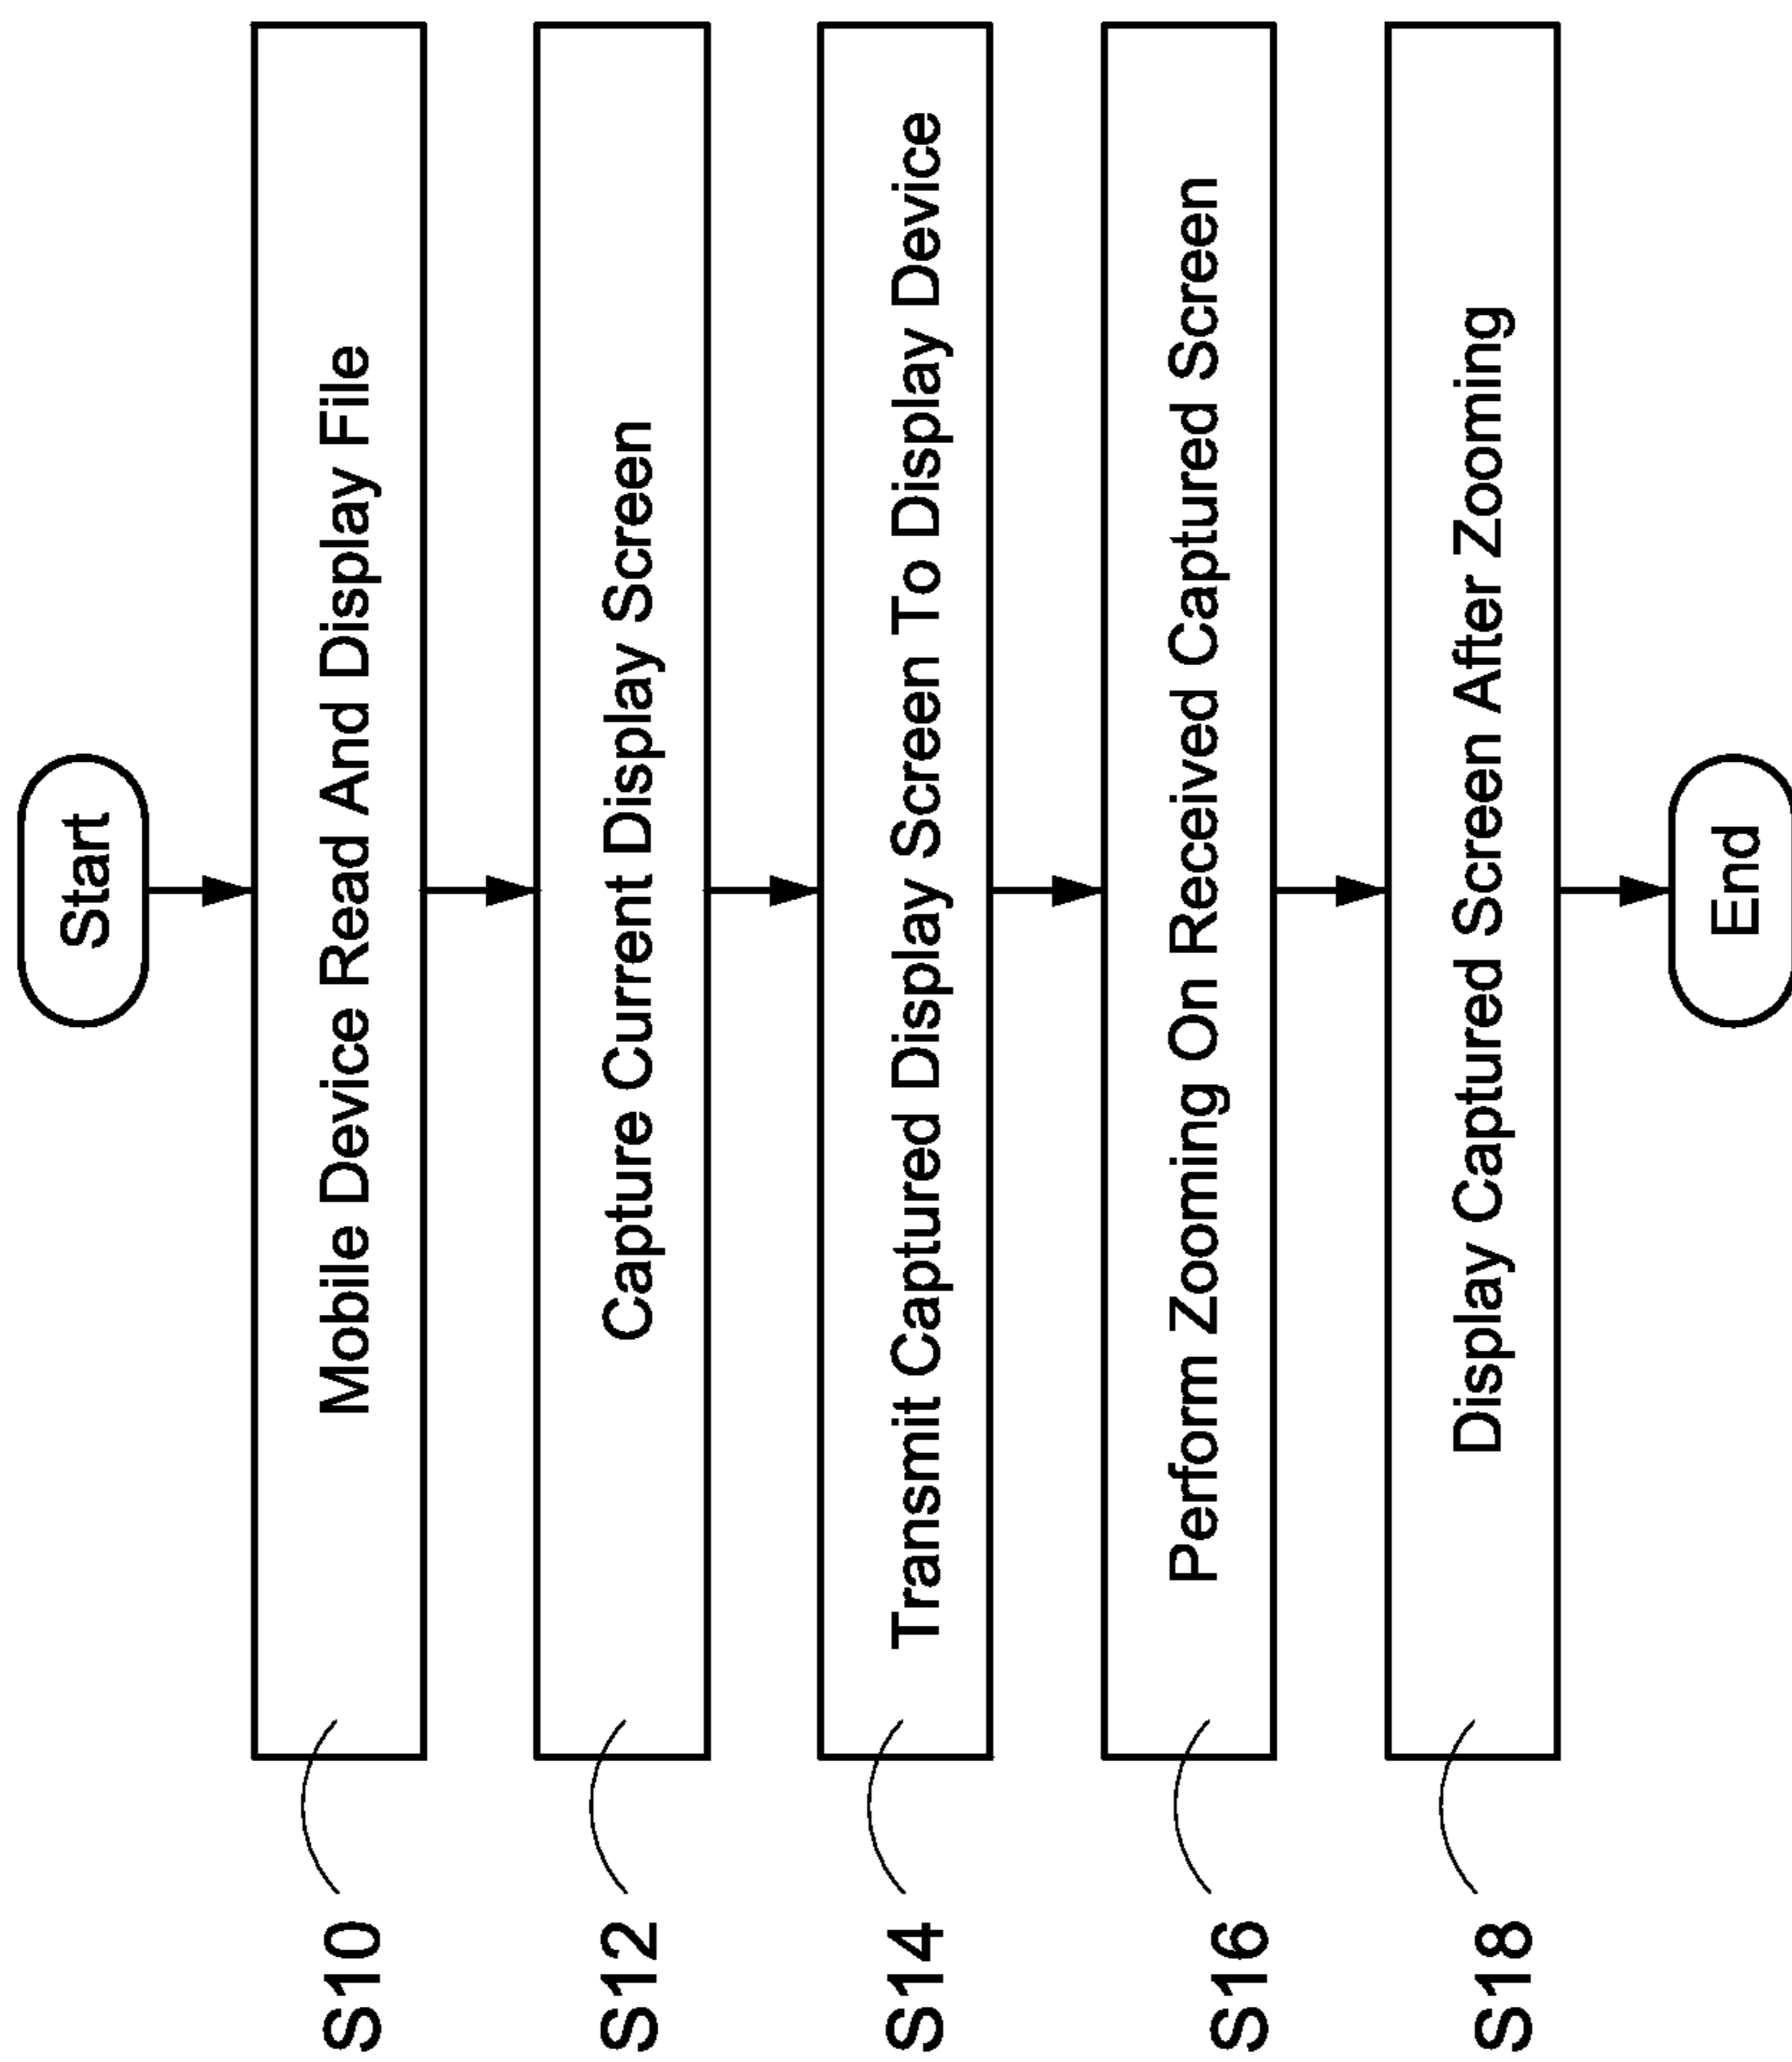 Start
S10
Mobile Device Read And Display File
S12
Capture Current Display Screen
S14
Transmit Captured Display Screen To Display Device
S16
Perform Zooming On Received Captured Screen
S18
Display Captured Screen After Zooming
End